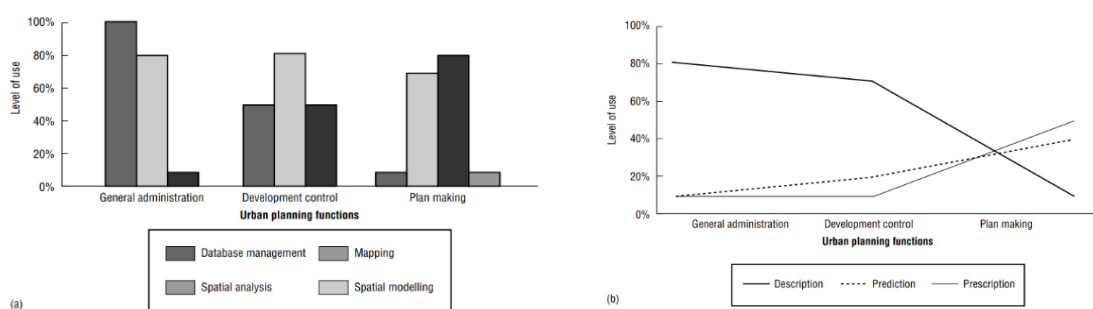 100%
80%
60%
40%
20%
0%
Level of use
General administration Development control Plan making
Urban planning functions
Database management Mapping
Spatial analysis Spatial modelling
(a)
100%
80%
60%
40%
20%
0%
Level of use
General administration Development control Plan making
Urban planning functions
Description Prediction Prescription
(b)